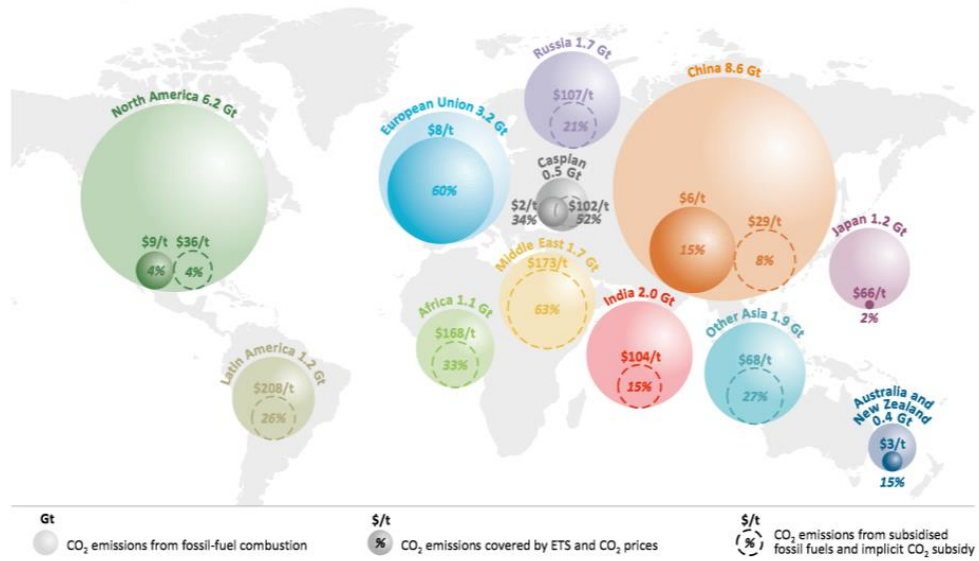 Russia 1.7 Gt
$107/t
21%
China 8.6 Gt
$6/t
15%
$29/t
8%
North America 6.2 Gt
$9/t $36/t
4% 4%
European Union 3.2 Gt
$8/t
60%
Caspian
0.5 Gt
$2/t $102/t
34% 52%
Japan 1.2 Gt
$66/t
2%
Middle East 1.7 Gt
$173/t
63%
Africa 1.1 Gt
$168/t
33%
India 2.0 Gt
$104/t
15%
Other Asia 1.9 Gt
$68/t
27%
Latin America 1.2 Gt
$208/t
26%
Australia and
New Zealand
0.4 Gt
$3/t
15%
Gt
CO₂ emissions from fossil-fuel combustion
$/t
% CO₂ emissions covered by ETS and CO₂ prices
$/t
% CO₂ emissions from subsidised
fossil fuels and implicit CO₂ subsidy